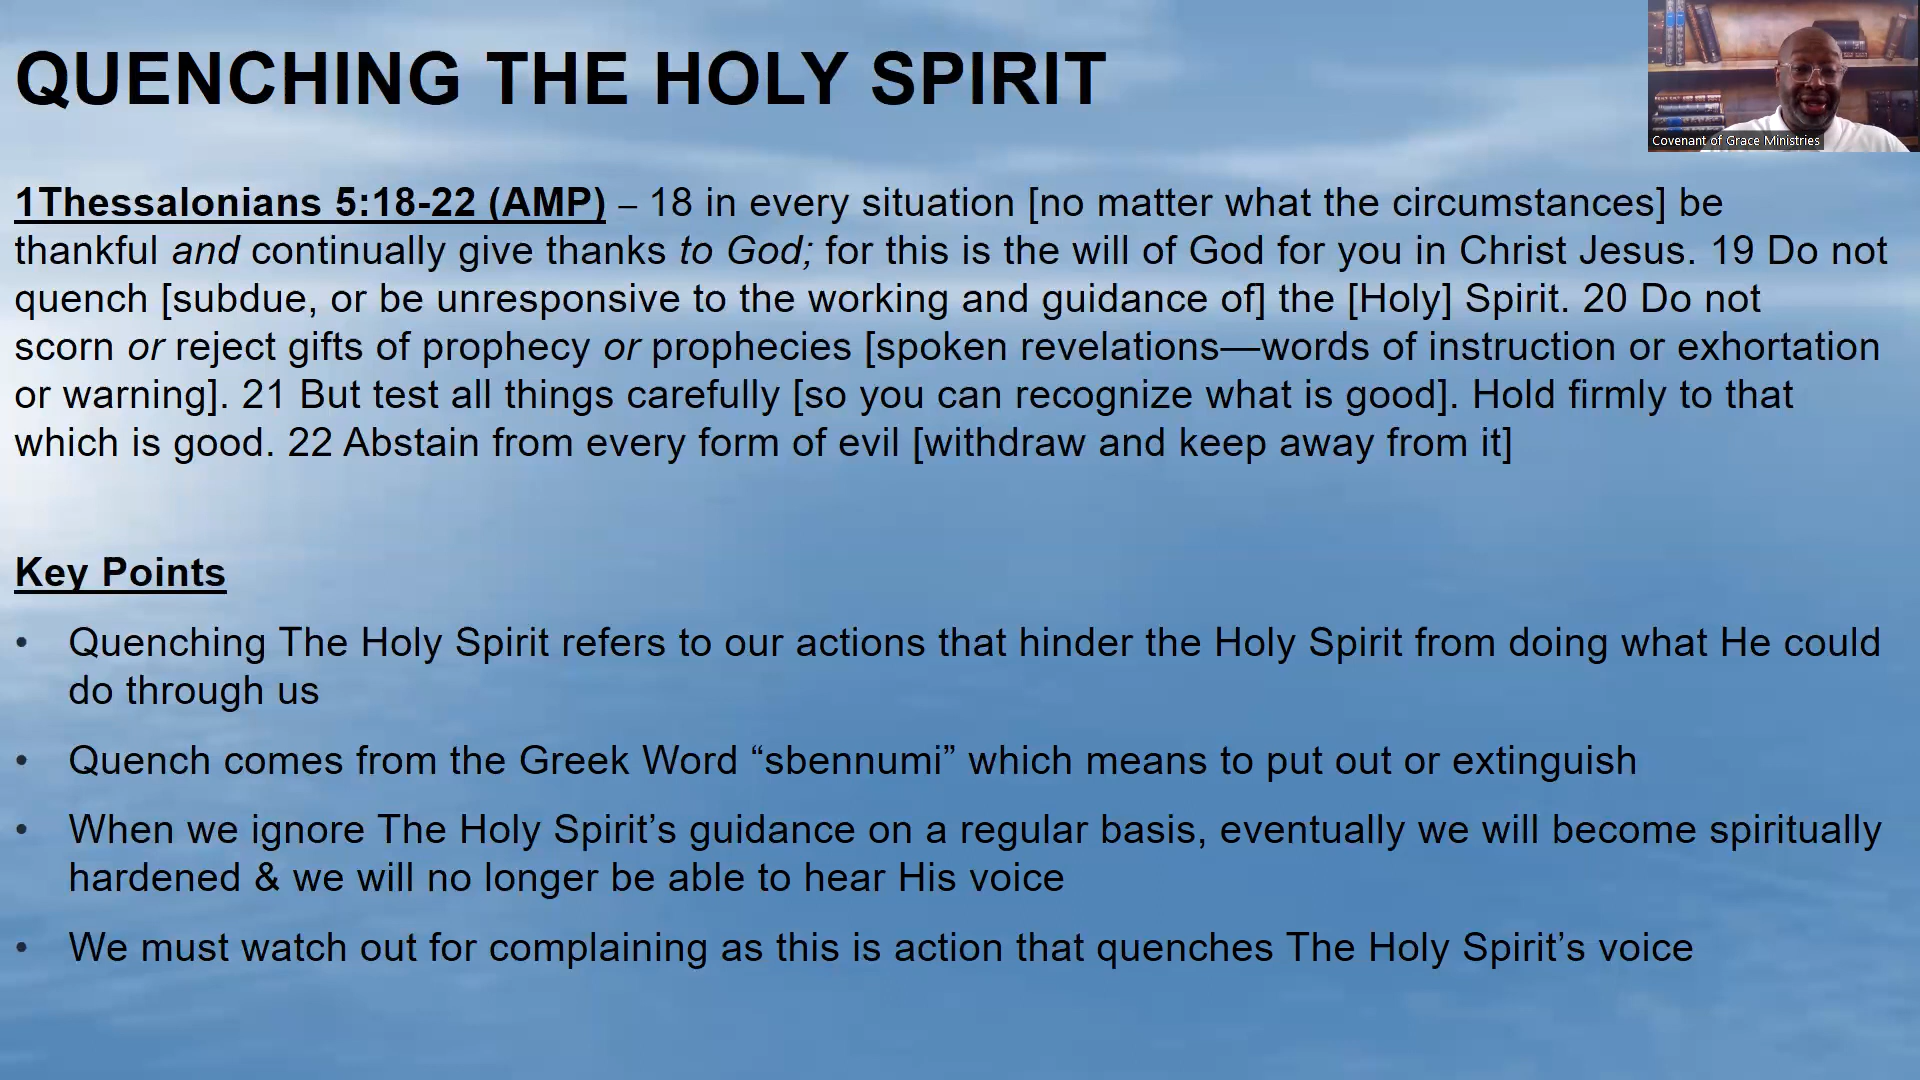 QUENCHING THE HOLY SPIRIT
Covenant of Grace Ministries
1Thessalonians 5:18-22 (AMP) – 18 in every situation [no matter what the circumstances] be
thankful and continually give thanks to God; for this is the will of God for you in Christ Jesus. 19 Do not
quench [subdue, or be unresponsive to the working and guidance of] the [Holy] Spirit. 20 Do not
scorn or reject gifts of prophecy or prophecies [spoken revelations—words of instruction or exhortation
or warning]. 21 But test all things carefully [so you can recognize what is good]. Hold firmly to that
which is good. 22 Abstain from every form of evil [withdraw and keep away from it]
Key Points
• Quenching The Holy Spirit refers to our actions that hinder the Holy Spirit from doing what He could
do through us
• Quench comes from the Greek Word “sbennumi” which means to put out or extinguish
• When we ignore The Holy Spirit’s guidance on a regular basis, eventually we will become spiritually
hardened & we will no longer be able to hear His voice
• We must watch out for complaining as this is action that quenches The Holy Spirit’s voice